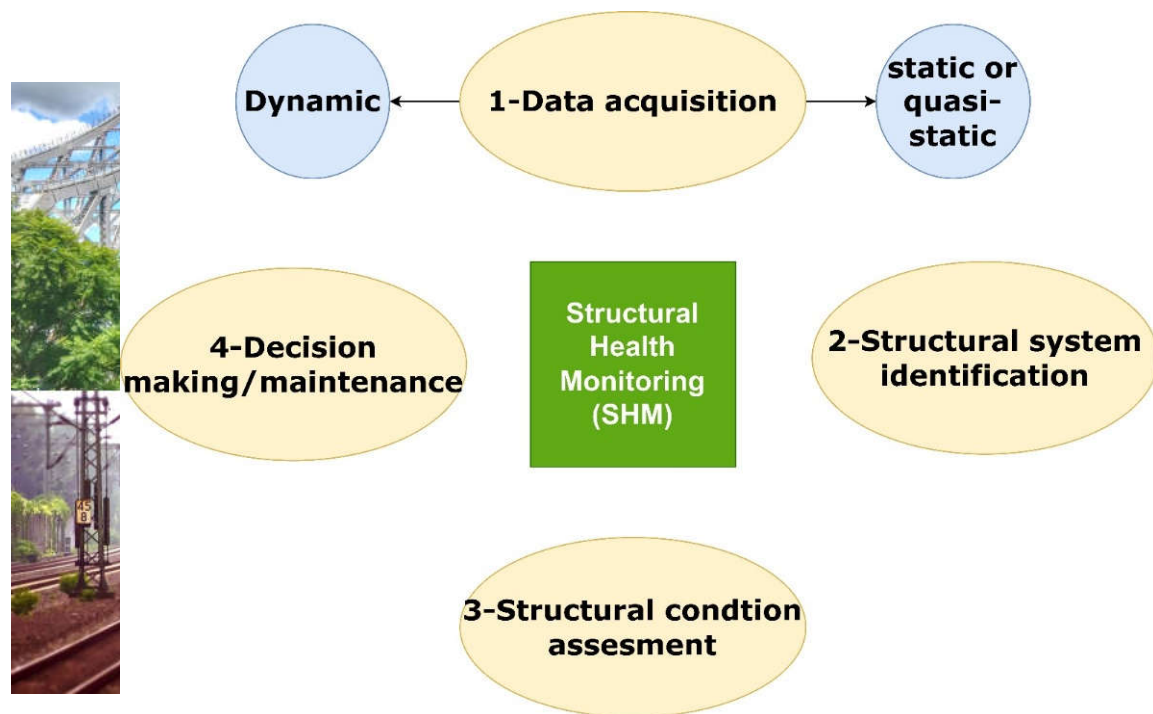 Dynamic
1-Data acquisition
static or
quasi-
static
4-Decision
making/maintenance
Structural
Health
Monitoring
(SHM)
2-Structural system
identification
45
8
3-Structural condtion
assesment